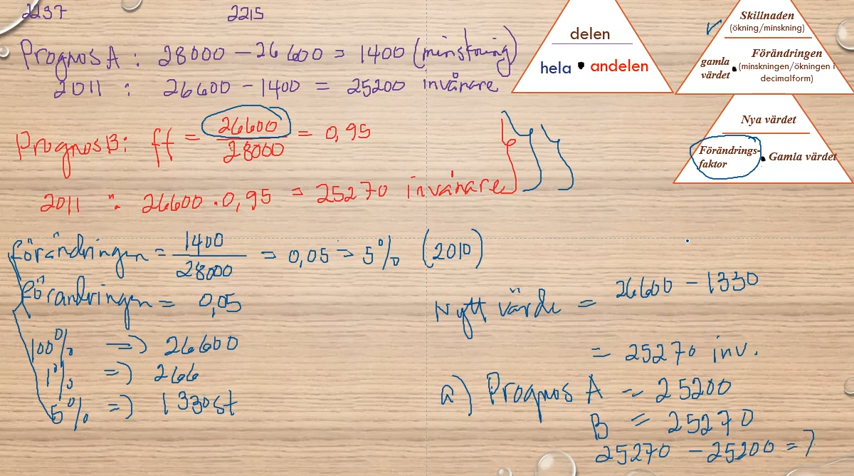 2237 2215
Prognos A : 28000 - 26600 = 1400 (minskning)
2011 : 26600 - 1400 = 25200 invånare
Prognos B: ff = 26600 / 28000 = 0,95
2011 : 26600 . 0,95 = 25270 invånare
förändringen = 1400 / 28000 = 0,05 => 5% (2010)
förändringen = 0,05
100% => 26600
1% => 266
5% => 1330 st
Nytt värde = 26600 - 1330
= 25270 inv.
a) Prognos A = 25200
B = 25270
25270 - 25200 = ?
delen
hela • andelen
Skillnaden
(ökning/minskning)
gamla värdet • Förändringen
(minskningen/ökningen i
decimalform)
Nya värdet
Förändrings-
faktor • Gamla värdet